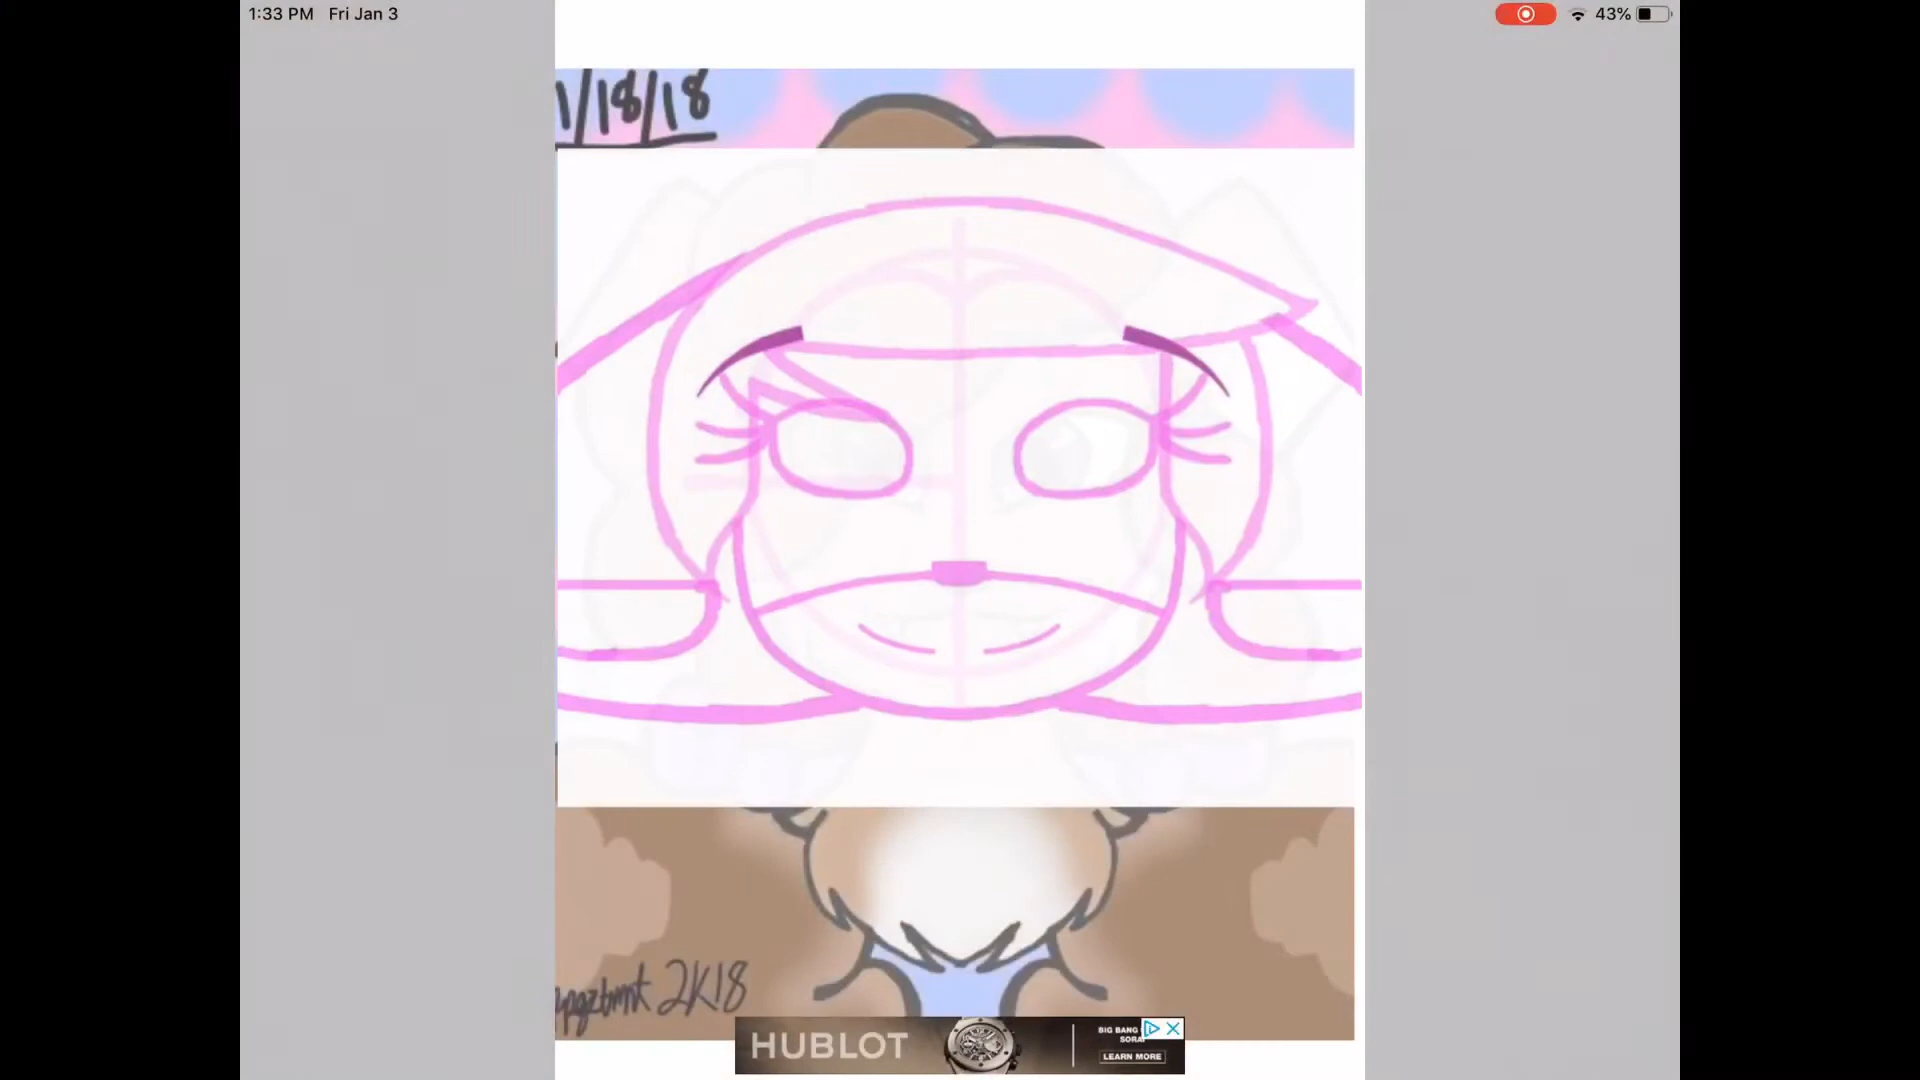 1:33 PM Fri Jan 3
43%
1/18/18
2K18
HUBLOT
BIG BANG
LEARN MORE